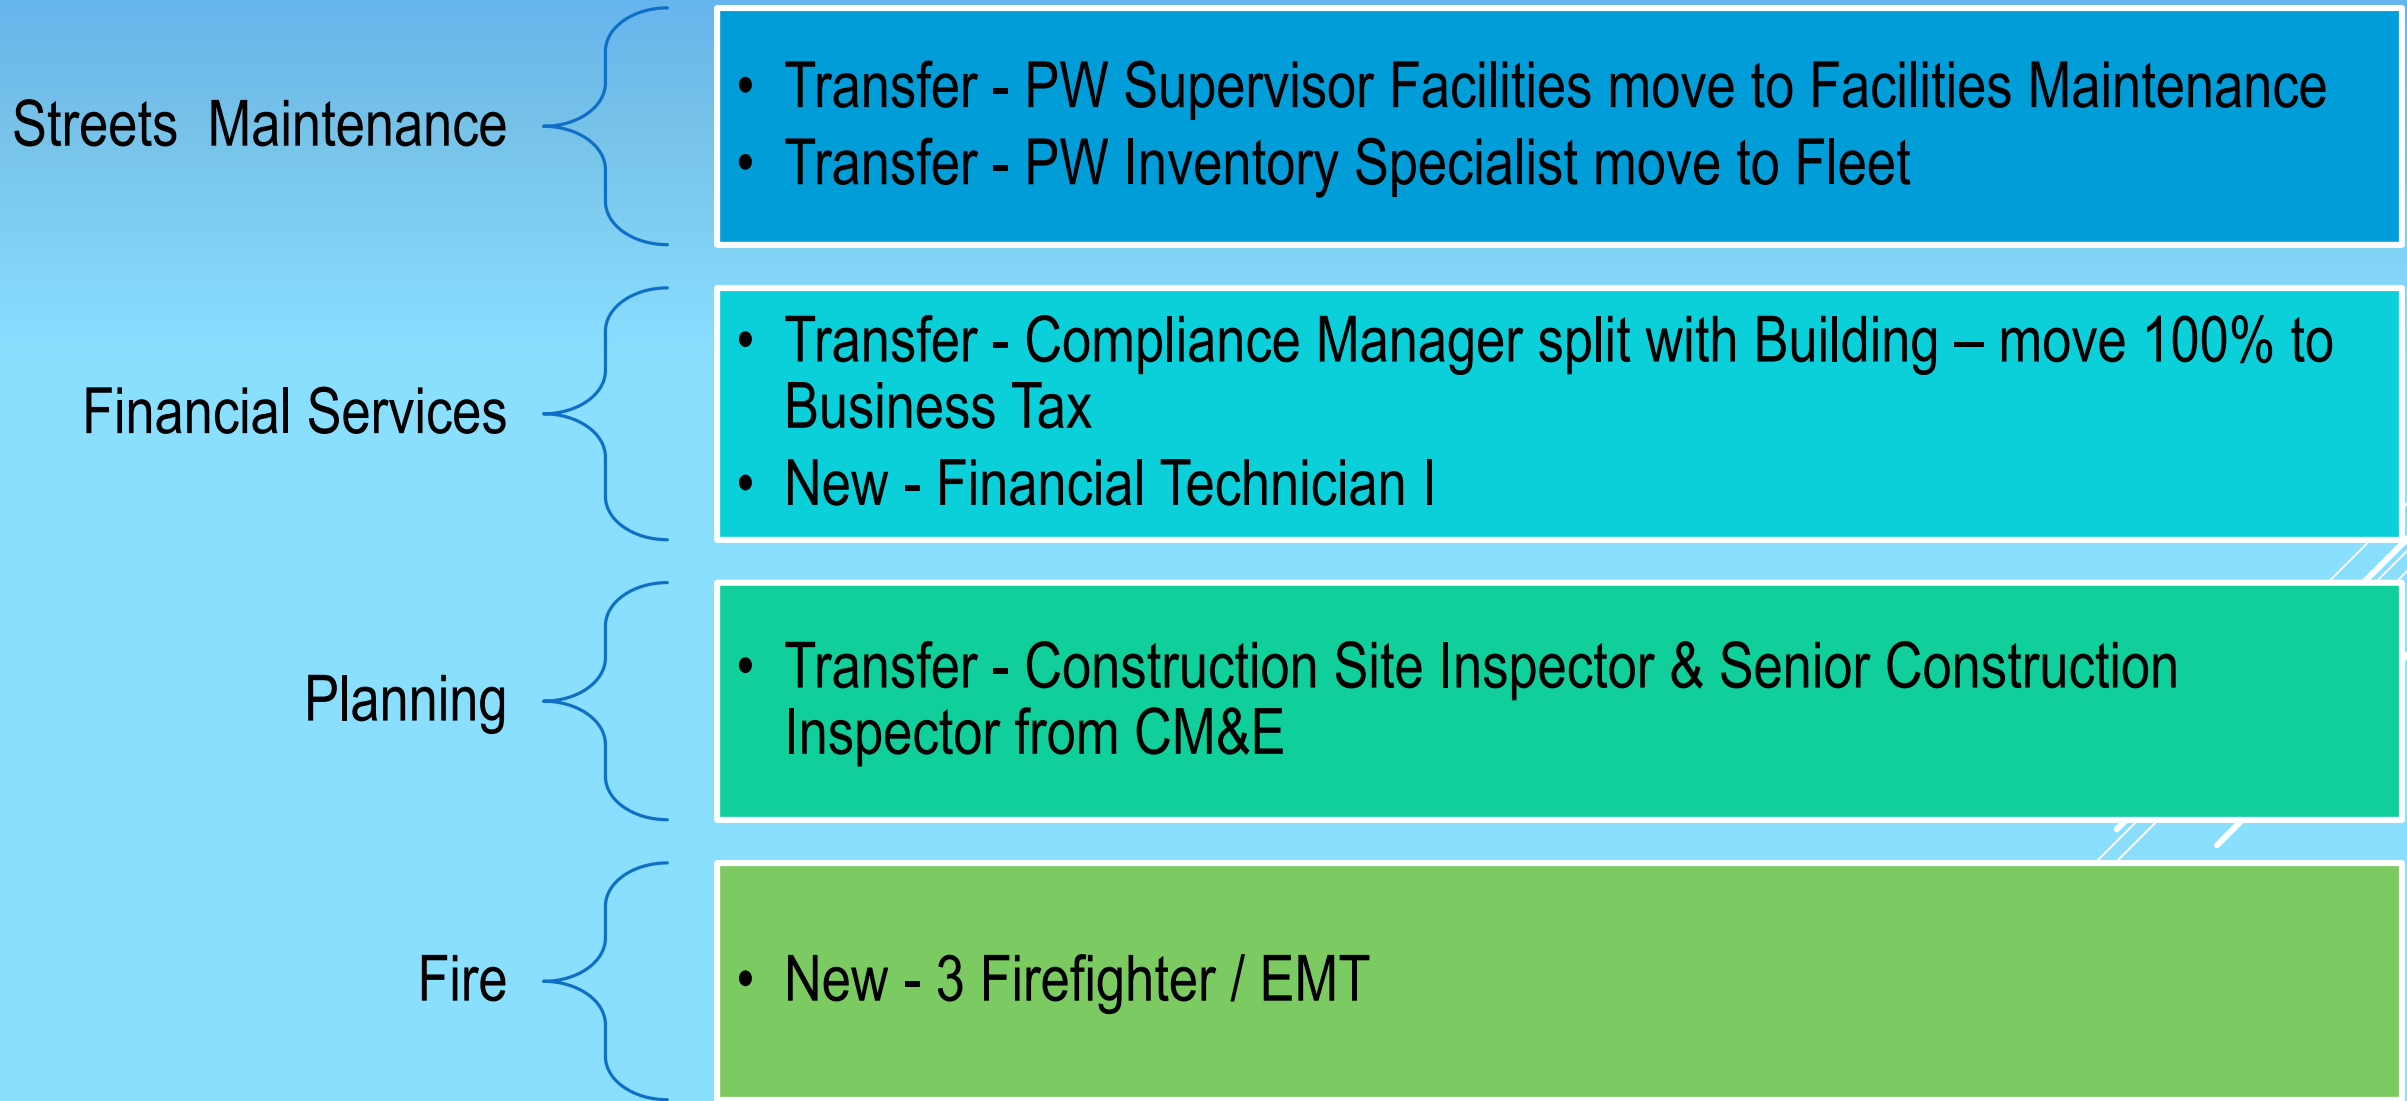 Streets  Maintenance
• Transfer - PW Supervisor Facilities move to Facilities Maintenance
• Transfer - PW Inventory Specialist move to Fleet
Financial Services
• Transfer - Compliance Manager split with Building – move 100% to
Business Tax
• New - Financial Technician I
Planning
• Transfer - Construction Site Inspector & Senior Construction
Inspector from CM&E
Fire
• New - 3 Firefighter / EMT